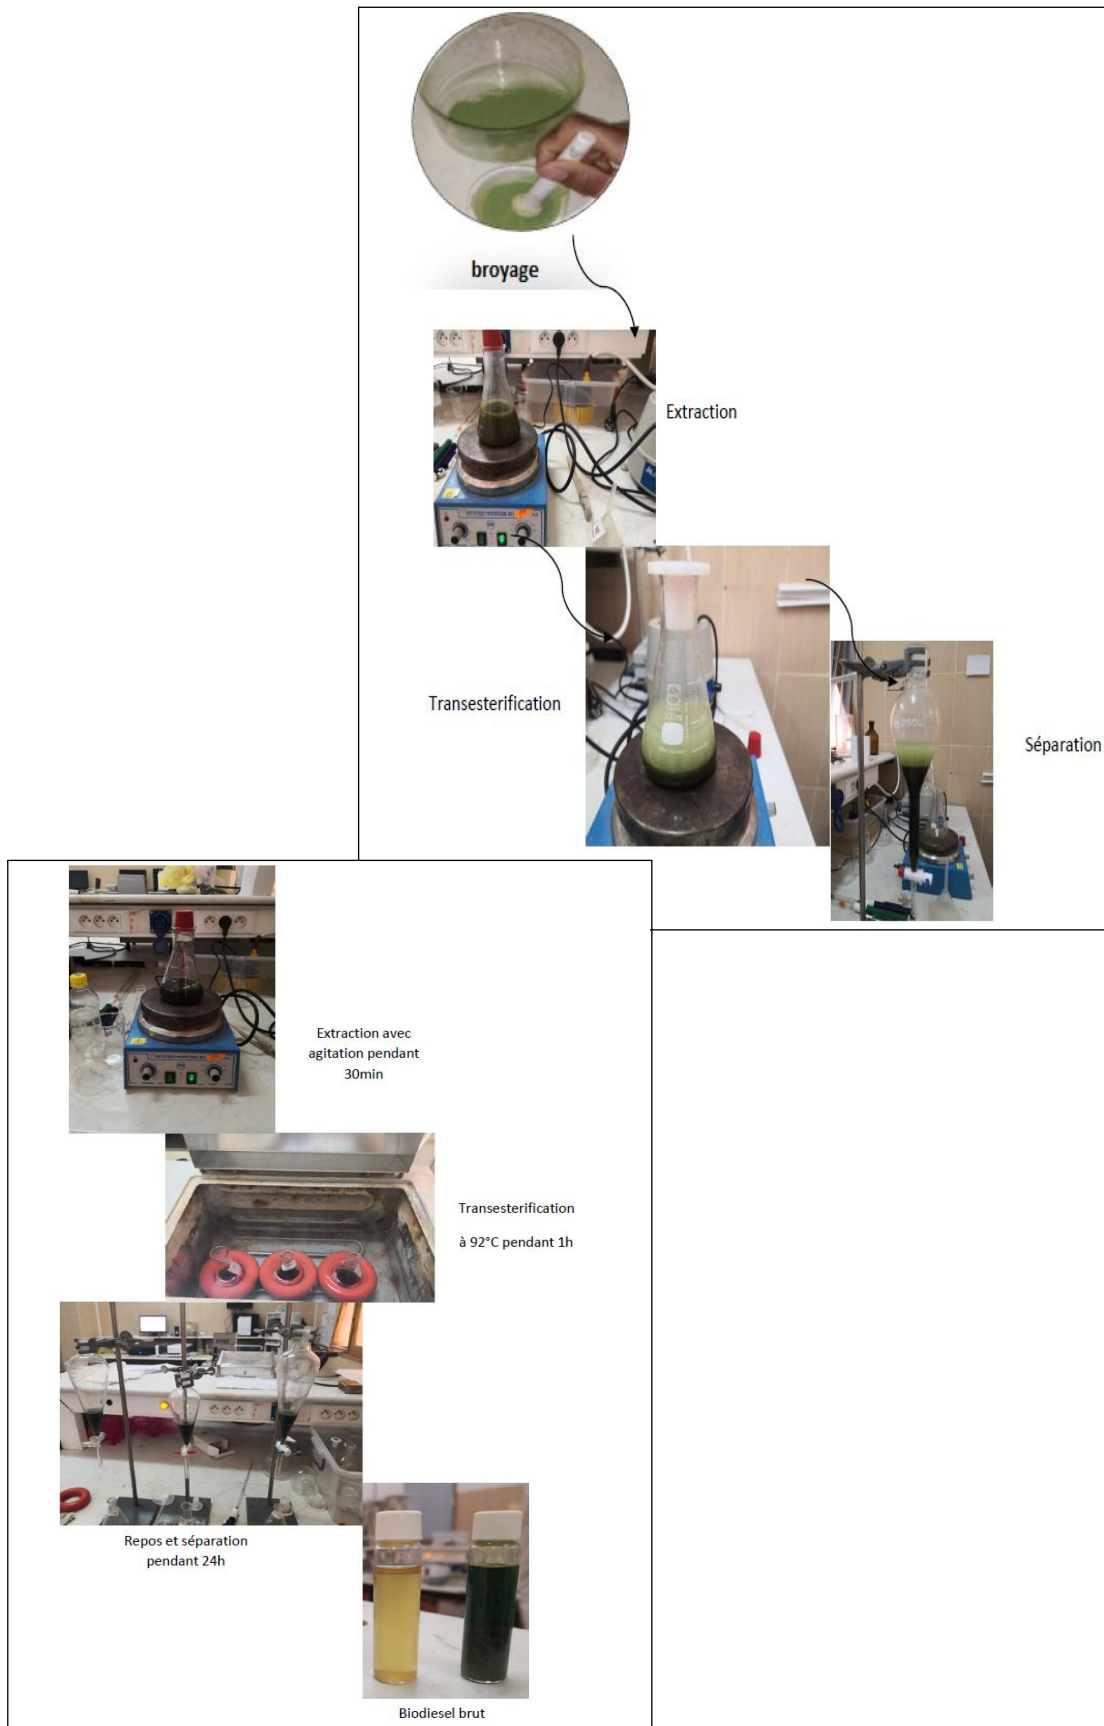 broyage
Extraction
Transesterification
Séparation
Extraction avec
agitation pendant
30min
Transesterification
à 92°C pendant 1h
Repos et séparation
pendant 24h
Biodiesel brut